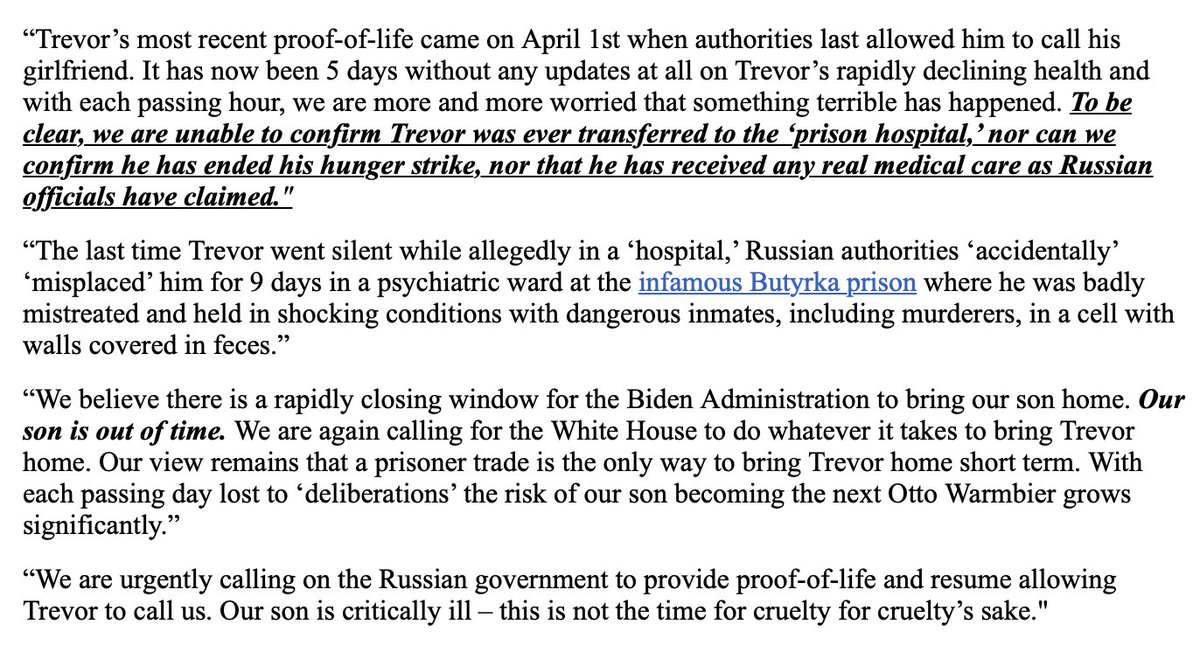 “Trevor’s most recent proof-of-life came on April 1st when authorities last allowed him to call his
girlfriend. It has now been 5 days without any updates at all on Trevor’s rapidly declining health and
with each passing hour, we are more and more worried that something terrible has happened. To be
clear, we are unable to confirm Trevor was ever transferred to the ‘prison hospital,’ nor can we
confirm he has ended his hunger strike, nor that he has received any real medical care as Russian
officials have claimed."
“The last time Trevor went silent while allegedly in a ‘hospital,’ Russian authorities ‘accidentally’
‘misplaced’ him for 9 days in a psychiatric ward at the infamous Butyrka prison where he was badly
mistreated and held in shocking conditions with dangerous inmates, including murderers, in a cell with
walls covered in feces.”
“We believe there is a rapidly closing window for the Biden Administration to bring our son home. Our
son is out of time. We are again calling for the White House to do whatever it takes to bring Trevor
home. Our view remains that a prisoner trade is the only way to bring Trevor home short term. With
each passing day lost to ‘deliberations’ the risk of our son becoming the next Otto Warmbier grows
significantly.”
“We are urgently calling on the Russian government to provide proof-of-life and resume allowing
Trevor to call us. Our son is critically ill – this is not the time for cruelty for cruelty’s sake."